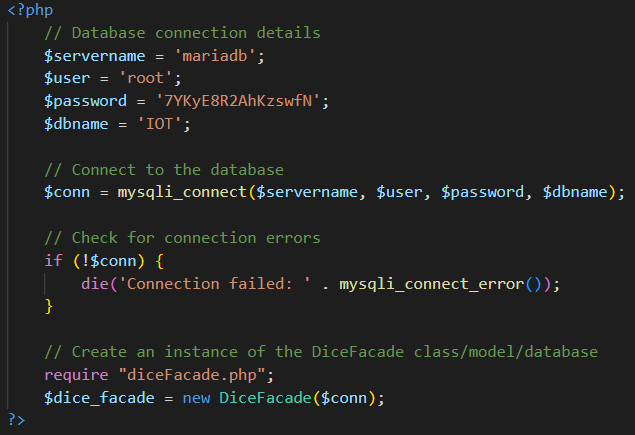 <?php
// Database connection details
$servername = 'mariadb';
$user = 'root';
$password = '7YKyE8R2AhKzswfN';
$dbname = 'IOT';
// Connect to the database
$conn = mysqli_connect($servername, $user, $password, $dbname);
// Check for connection errors
if (!$conn) {
die('Connection failed: ' . mysqli_connect_error());
}
// Create an instance of the DiceFacade class/model/database
require "diceFacade.php";
$dice_facade = new DiceFacade($conn);
?>